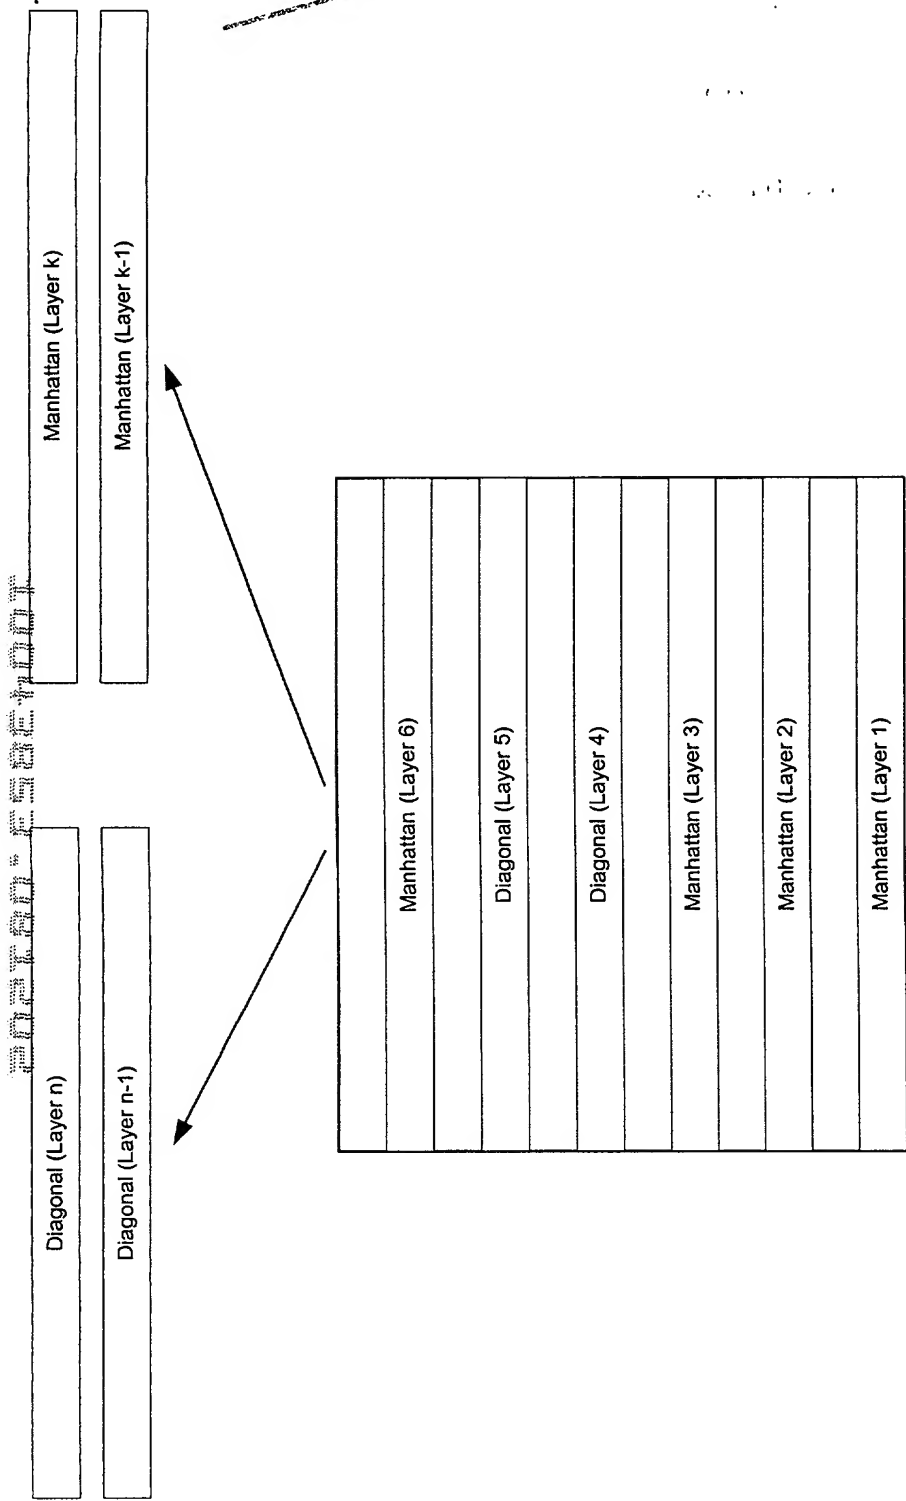 Diagonal (Layer n)
Manhattan (Layer k)
Diagonal (Layer n-1)
Manhattan (Layer k-1)
Manhattan (Layer 6)
Diagonal (Layer 5)
Diagonal (Layer 4)
Manhattan (Layer 3)
Manhattan (Layer 2)
Manhattan (Layer 1)